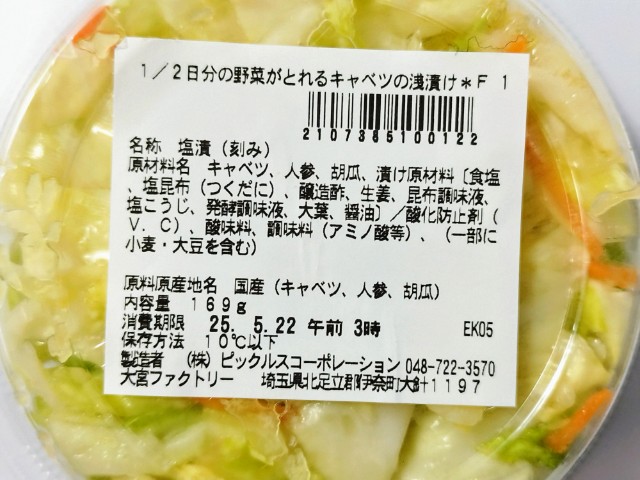 1/2日分の野菜がとれるキャベツの浅漬け*F1
2107385100122
名称 塩漬(刻み)
原材料名 キャベツ、人参、胡瓜、漬け原材料〔食塩
、塩昆布(つくだに)、醸造酢、生姜、昆布調味液、
塩こうじ、発酵調味液、大葉、醤油〕/酸化防止剤(
V.C)、酸味料、調味料(アミノ酸等)、(一部に
小麦・大豆を含む)
原料原産地名 国産(キャベツ、人参、胡瓜)
内容量 169g
消費期限 25. 5.22 午前 3時 EK05
保存方法 10℃以下
製造者 (株)ピックルスコーポレーション 048-722-3570
大宮ファクトリー 埼玉県北足立郡伊奈町大針1197